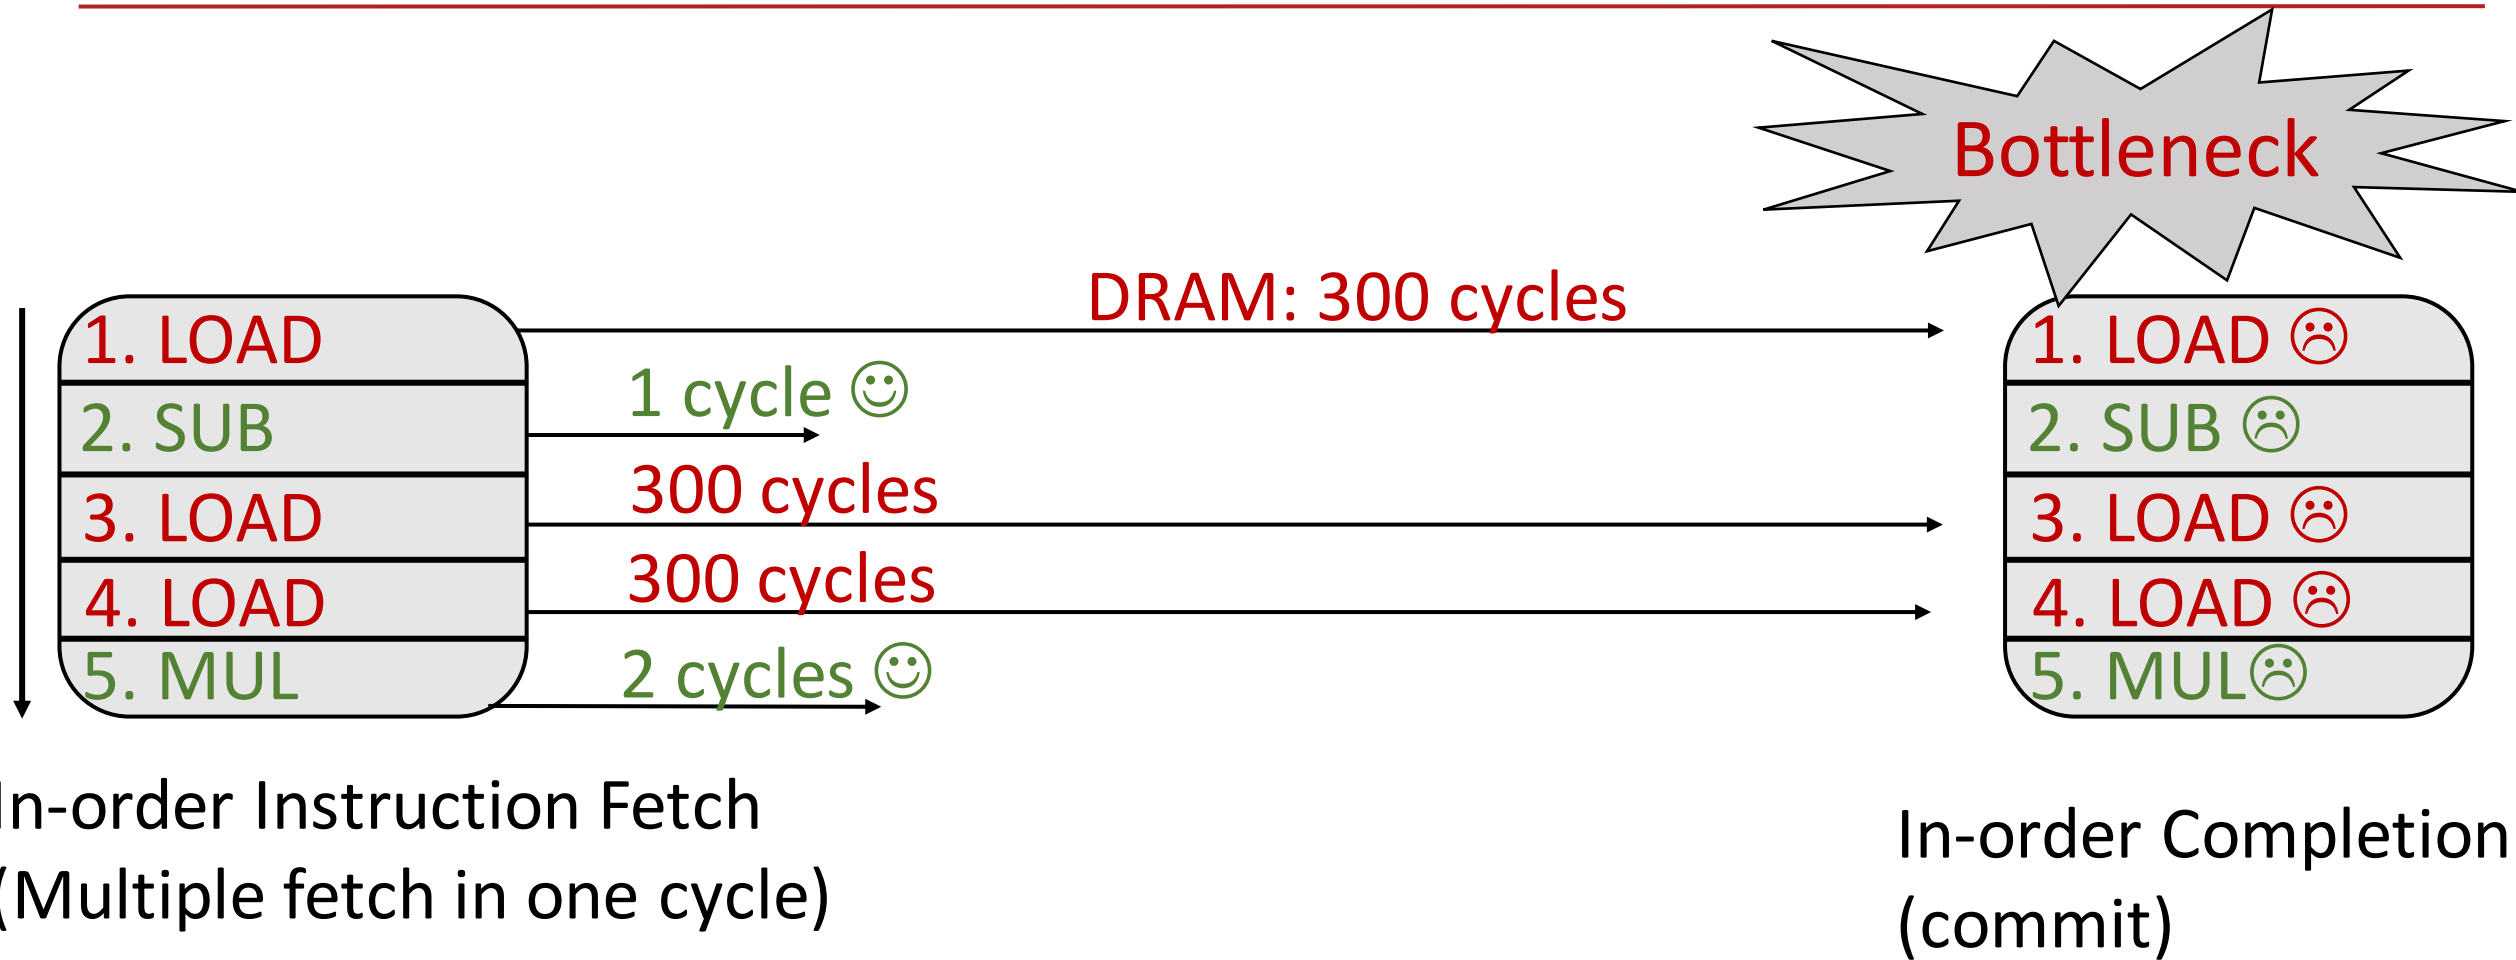 Bottleneck
DRAM: 300 cycles
1. LOAD
2. SUB
3. LOAD
4. LOAD
5. MUL
1 cycle
300 cycles
300 cycles
2 cycles
1. LOAD
2. SUB
3. LOAD
4. LOAD
5. MUL
In-order Instruction Fetch
(Multiple fetch in one cycle)
In-order Completion
(commit)